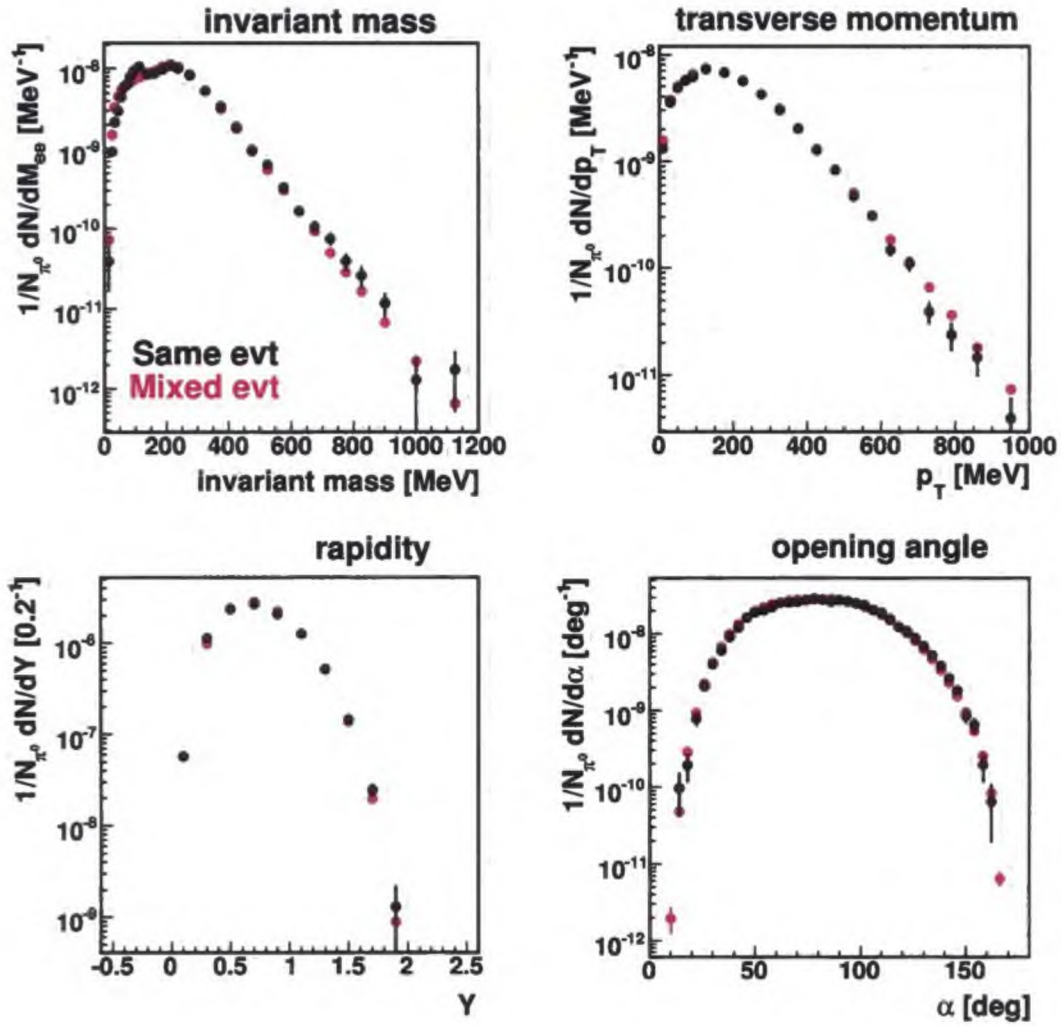 invariant mass
1/N_π⁰ dN/dM_ee [MeV⁻¹]
10⁻⁸
10⁻⁹
10⁻¹⁰
10⁻¹¹
10⁻¹²
Same evt
Mixed evt
0 200 400 600 800 1000 1200
invariant mass [MeV]
transverse momentum
1/N_π⁰ dN/dp_T [MeV⁻¹]
10⁻⁸
10⁻⁹
10⁻¹⁰
10⁻¹¹
0 200 400 600 800 1000
p_T [MeV]
rapidity
1/N_π⁰ dN/dY [0.2⁻¹]
10⁻⁶
10⁻⁷
10⁻⁸
10⁻⁹
-0.5 0 0.5 1 1.5 2 2.5
Y
opening angle
1/N_π⁰ dN/dα [deg⁻¹]
10⁻⁸
10⁻⁹
10⁻¹⁰
10⁻¹¹
10⁻¹²
0 50 100 150
α [deg]